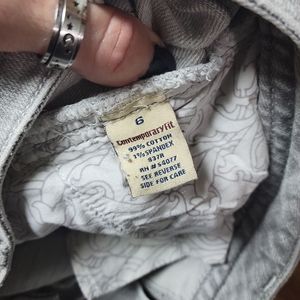 6
contemporary fit
99% COTTON
1% SPANDEX
837R
RN # 54077
SEE REVERSE
SIDE FOR CARE